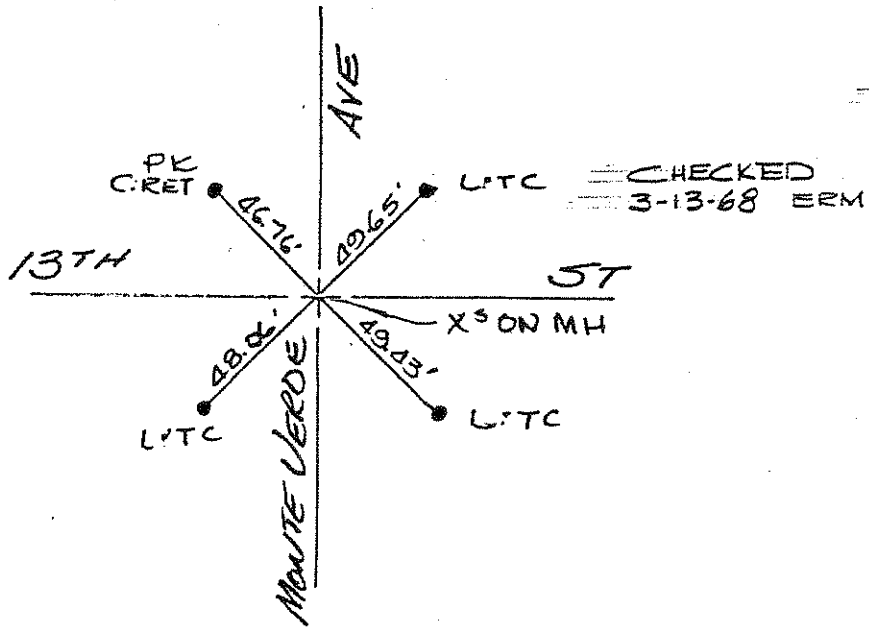 AVE
PK
C.RET
L&TC
CHECKED
3-13-68 ERM
46.76'
49.65'
13TH
ST
X'S ON MH
48.06'
49.43'
L&TC
L&TC
MONTE VERDE